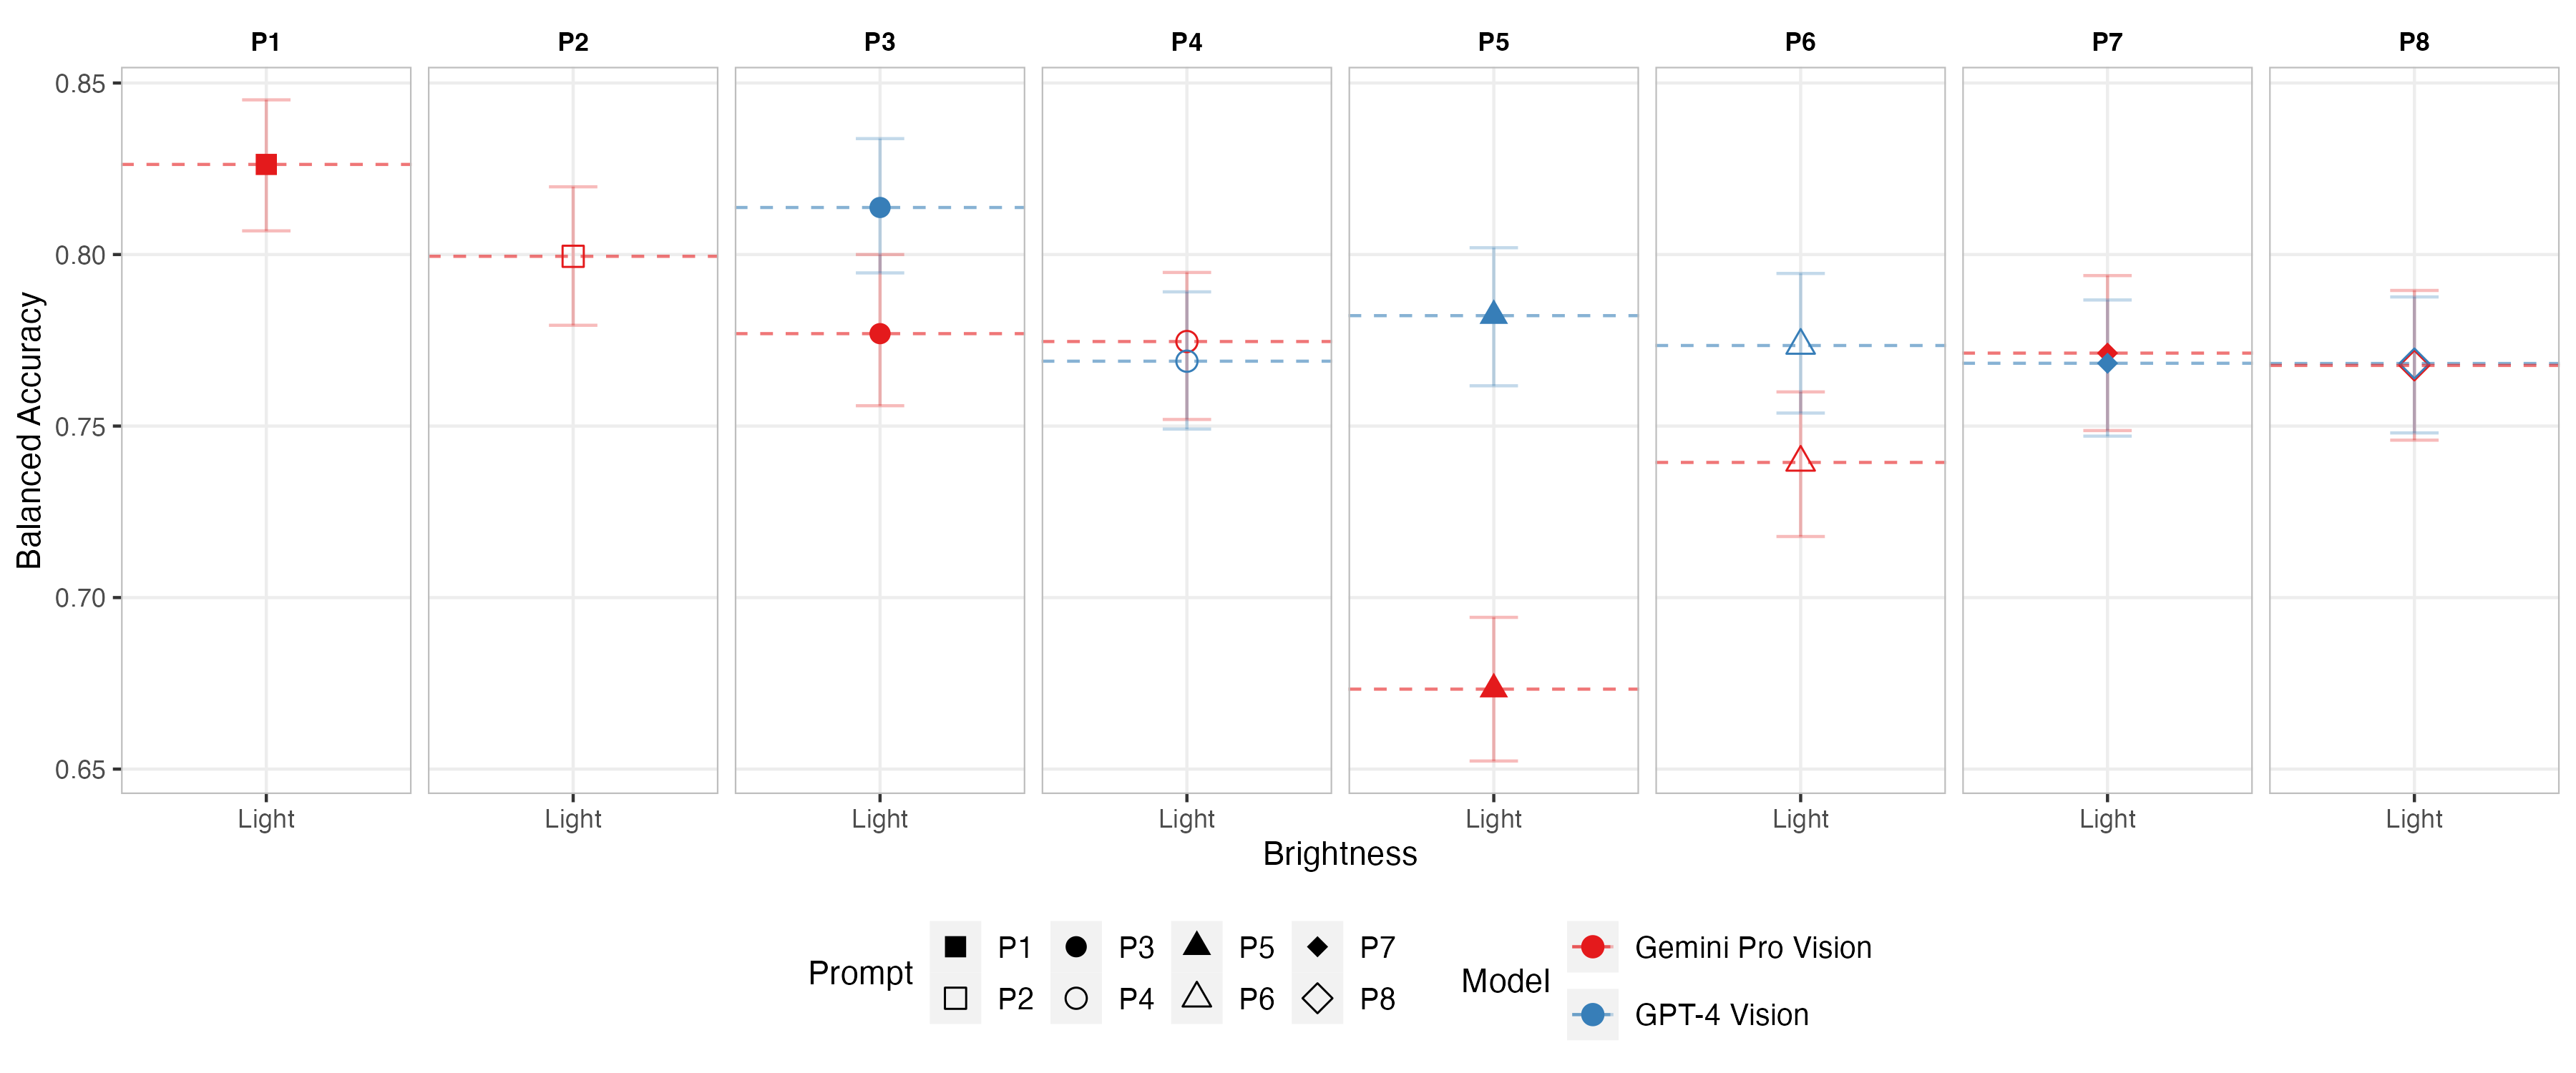 P1 P2 P3 P4 P5 P6 P7 P8
0.85
0.80
0.75
0.70
0.65
Balanced Accuracy
Light Light Light Light Light Light Light Light
Brightness
Prompt
P1 P3 P5 P7
P2 P4 P6 P8
Model
Gemini Pro Vision
GPT-4 Vision